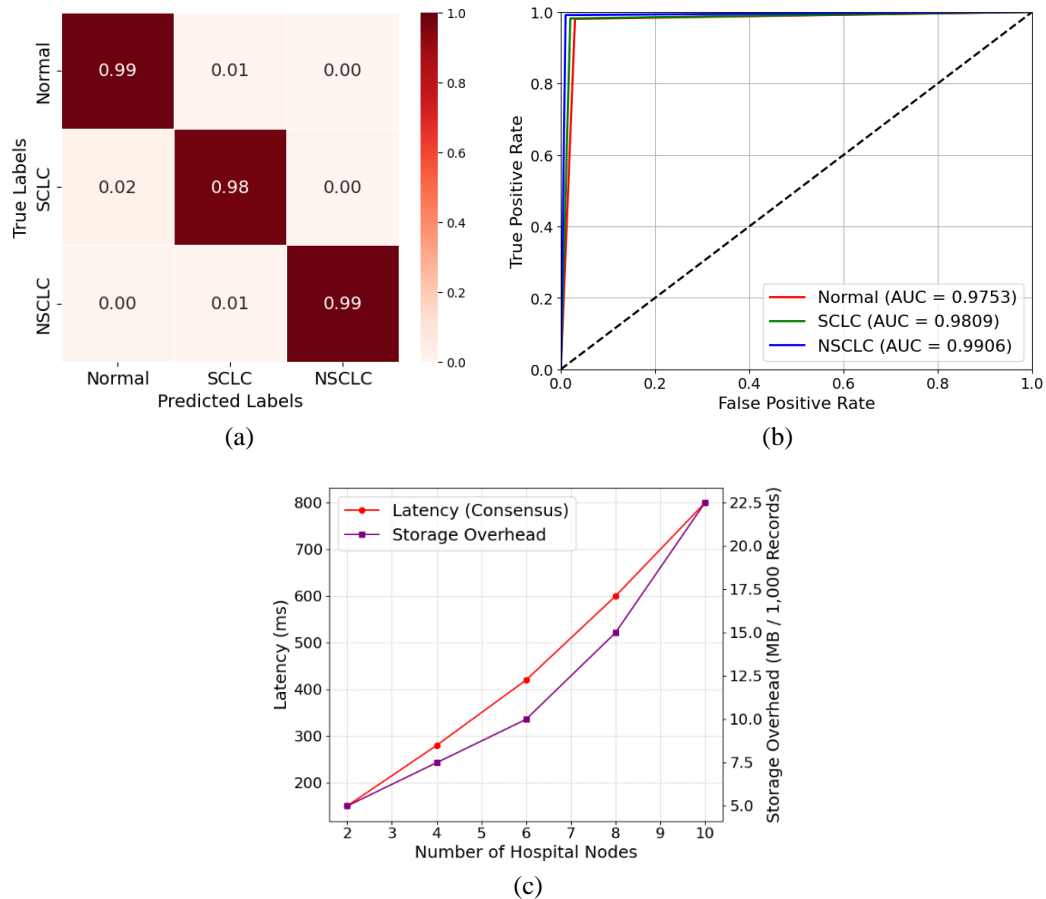 Normal
SCLC
NSCLC
True Labels
0.99 0.01 0.00
0.02 0.98 0.00
0.00 0.01 0.99
Normal SCLC NSCLC
Predicted Labels
1.0
0.8
0.6
0.4
0.2
0.0
(a)
True Positive Rate
1.0
0.8
0.6
0.4
0.2
0.0
Normal (AUC = 0.9753)
SCLC (AUC = 0.9809)
NSCLC (AUC = 0.9906)
0.0 0.2 0.4 0.6 0.8 1.0
False Positive Rate
(b)
Latency (ms)
800
700
600
500
400
300
200
Latency (Consensus)
Storage Overhead
22.5
20.0
17.5
15.0
12.5
10.0
7.5
5.0
Storage Overhead (MB / 1,000 Records)
2 3 4 5 6 7 8 9 10
Number of Hospital Nodes
(c)